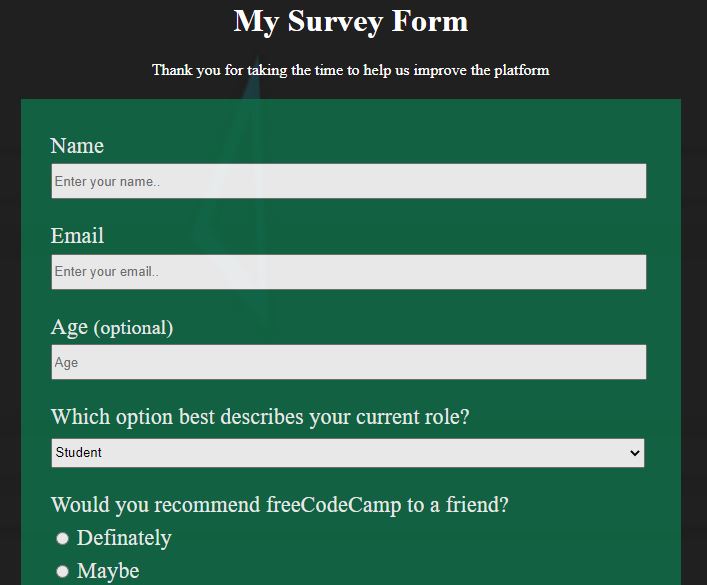 My Survey Form
Thank you for taking the time to help us improve the platform
Name
Enter your name..
Email
Enter your email..
Age (optional)
Age
Which option best describes your current role?
Student
Would you recommend freeCodeCamp to a friend?
Definately
Maybe